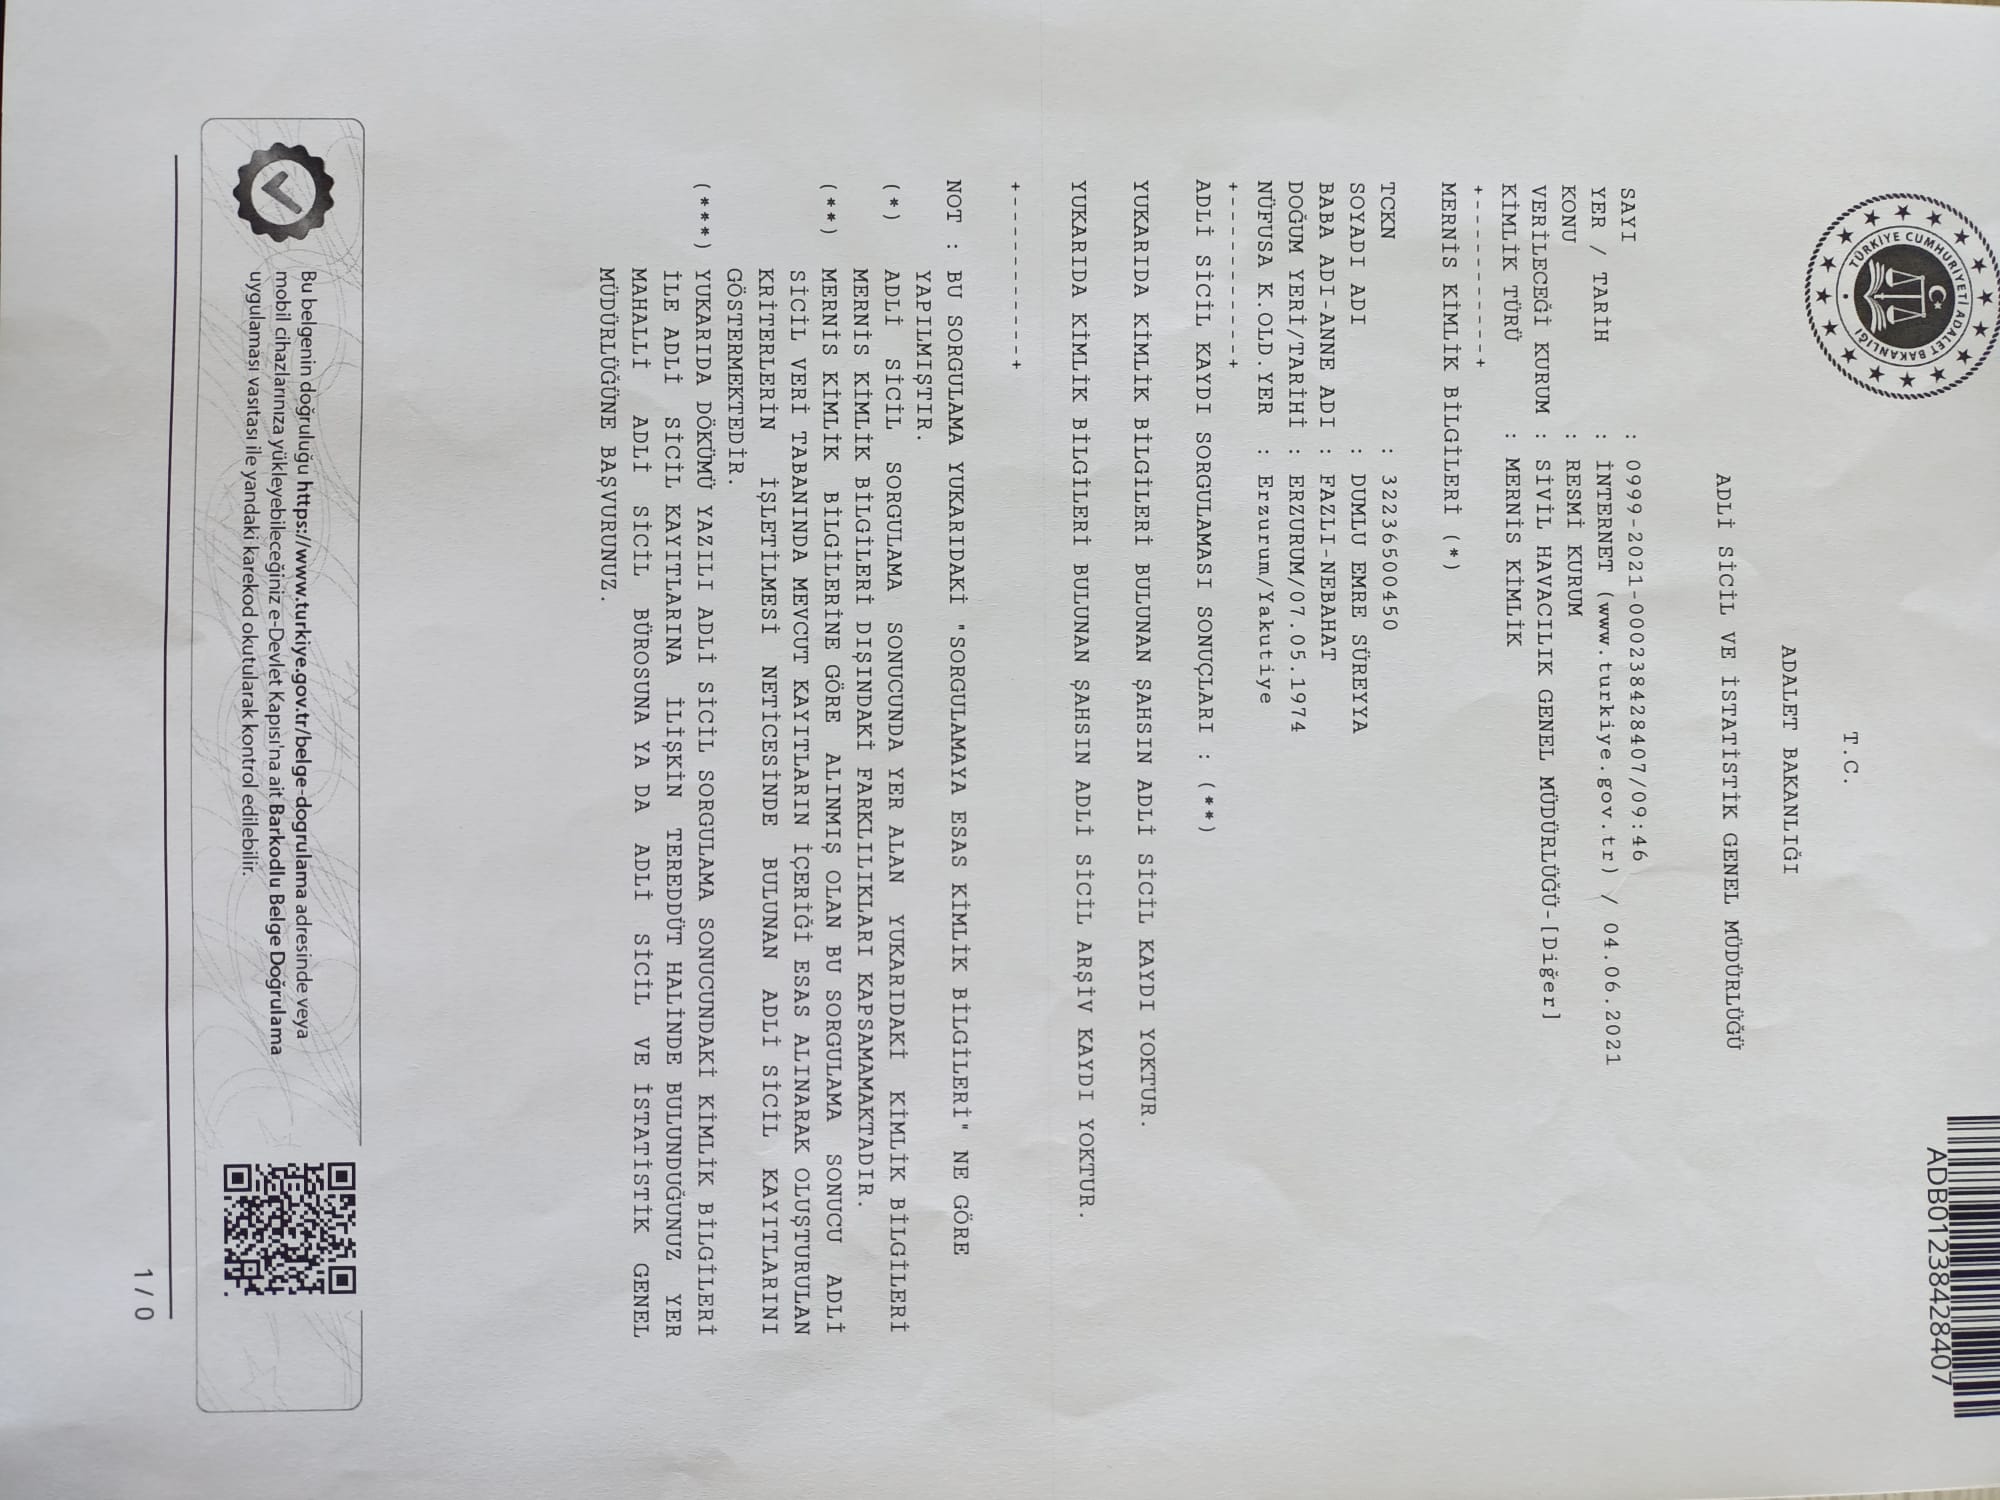 TÜRKİYE CUMHURİYETİ ADALET BAKANLIĞI
ADB01238428407
T.C.
ADALET BAKANLIĞI
ADLİ SİCİL VE İSTATİSTİK GENEL MÜDÜRLÜĞÜ
SAYI : 0999-2021-000238428407/09:46
YER / TARİH : İNTERNET (www.turkiye.gov.tr) / 04.06.2021
KONU : RESMİ KURUM
VERİLECEĞİ KURUM : SİVİL HAVACILIK GENEL MÜDÜRLÜĞÜ-[Diğer]
KİMLİK TÜRÜ : MERNİS KİMLİK
+----------+
MERNİS KİMLİK BİLGİLERİ (*)
TCKN : 32236500450
SOYADI ADI : DUMLU EMRE SÜREYYA
BABA ADI-ANNE ADI : FAZLI-NEBAHAT
DOĞUM YERİ/TARİHİ : ERZURUM/07.05.1974
NÜFUSA K.OLD.YER : Erzurum/Yakutiye
+----------+
ADLİ SİCİL KAYDI SORGULAMASI SONUÇLARI : (**)
YUKARIDA KİMLİK BİLGİLERİ BULUNAN ŞAHSIN ADLİ SİCİL KAYDI YOKTUR.
YUKARIDA KİMLİK BİLGİLERİ BULUNAN ŞAHSIN ADLİ SİCİL ARŞİV KAYDI YOKTUR.
+----------+
NOT : BU SORGULAMA YUKARIDAKİ "SORGULAMAYA ESAS KİMLİK BİLGİLERİ" NE GÖRE
YAPILMIŞTIR.
(*) ADLİ SİCİL SORGULAMA SONUCUNDA YER ALAN YUKARIDAKİ KİMLİK BİLGİLERİ
MERNİS KİMLİK BİLGİLERİ DIŞINDAKİ FARKLILIKLARI KAPSAMAMAKTADIR.
(**) MERNİS KİMLİK BİLGİLERİNE GÖRE ALINMIŞ OLAN BU SORGULAMA SONUCU ADLİ
SİCİL VERİ TABANINDA MEVCUT KAYITLARIN İÇERİĞİ ESAS ALINARAK OLUŞTURULAN
KRİTERLERİN İŞLETİLMESİ NETİCESİNDE BULUNAN ADLİ SİCİL KAYITLARINI
GÖSTERMEKTEDİR.
(***) YUKARIDA DÖKÜMÜ YAZILI ADLİ SİCİL SORGULAMA SONUCUNDAKİ KİMLİK BİLGİLERİ
İLE ADLİ SİCİL KAYITLARINA İLİŞKİN TEREDDÜT HALİNDE BULUNDUĞUNUZ YER
MAHALLİ ADLİ SİCİL BÜROSUNA YA DA ADLİ SİCİL VE İSTATİSTİK GENEL
MÜDÜRLÜĞÜNE BAŞVURUNUZ.
Bu belgenin doğruluğu https://www.turkiye.gov.tr/belge-dogrulama adresinde veya
mobil cihazlarınıza yükleyebileceğiniz e-Devlet Kapısı'na ait Barkodlu Belge Doğrulama
uygulaması vasıtası ile yandaki karekod okutularak kontrol edilebilir.
1 / 0